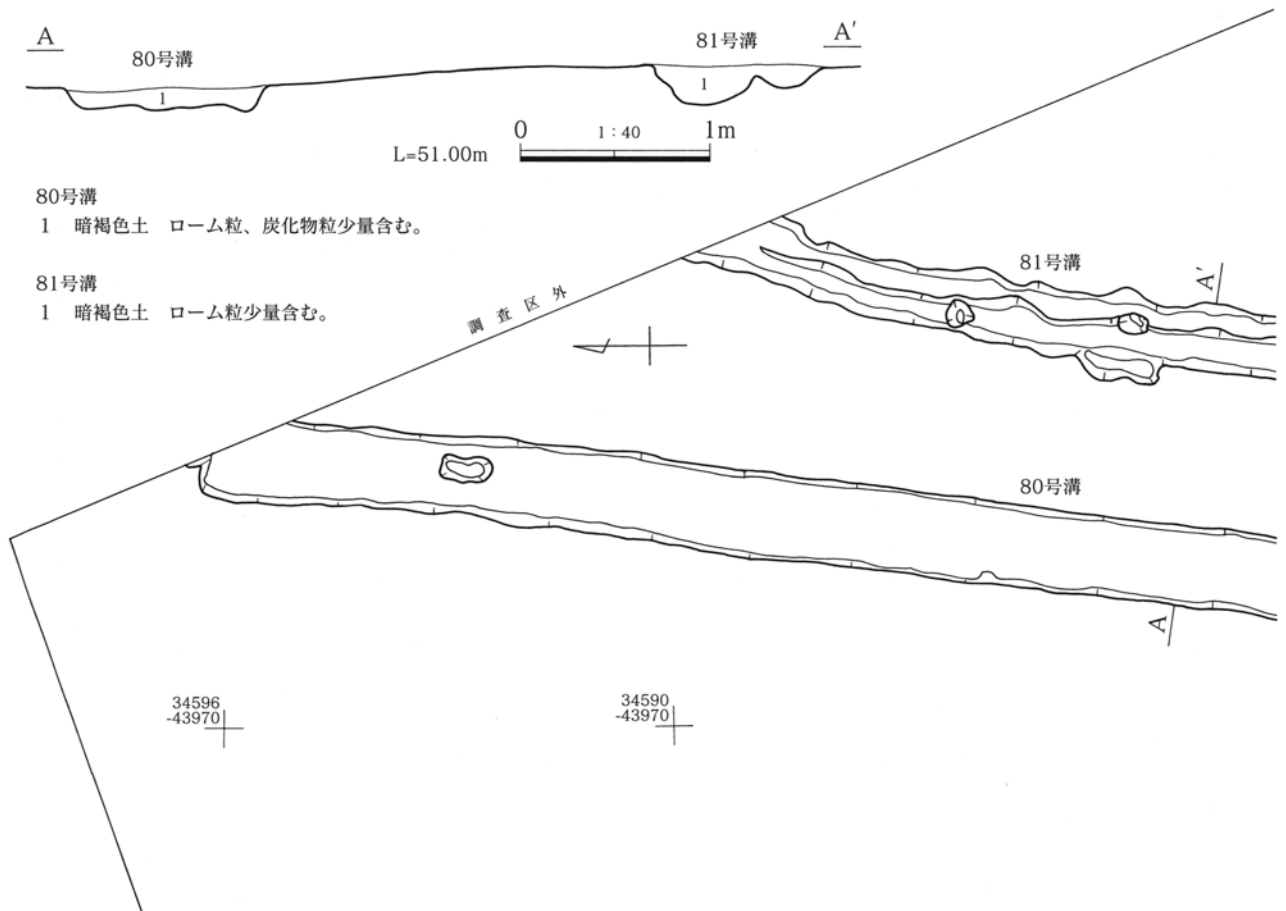 A
80号溝
81号溝
A′
1
1
0 1：40 1m
L=51.00m
80号溝
1 暗褐色土 ローム粒、炭化物粒少量含む。
81号溝
1 暗褐色土 ローム粒少量含む。
調査区外
81号溝
A′
80号溝
A
34596
-43970
34590
-43970